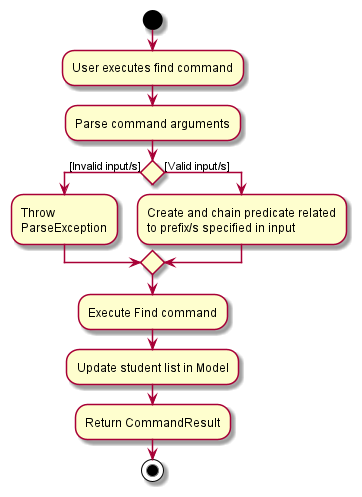 User executes find command
Parse command arguments
[Invalid input/s]
[Valid input/s]
Throw
ParseException
Create and chain predicate related
to prefix/s specified in input
Execute Find command
Update student list in Model
Return CommandResult